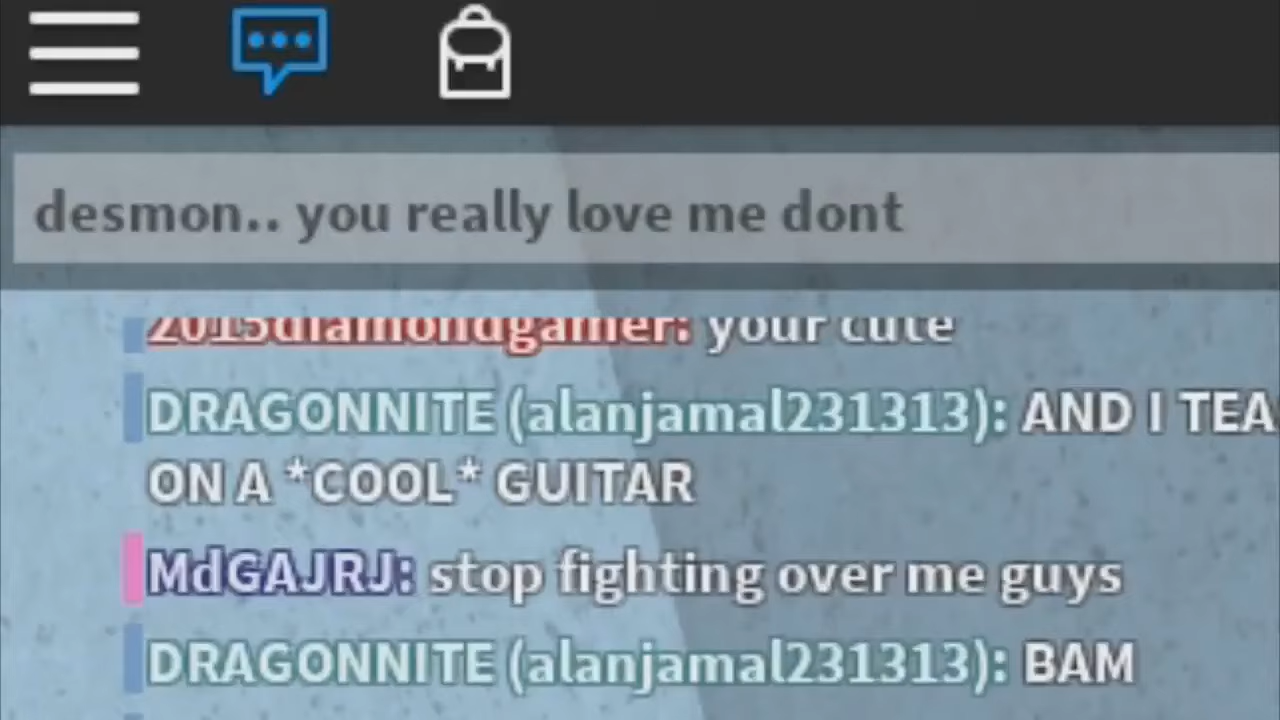 desmon.. you really love me dont
2015diamondgamer: your cute
DRAGONNITE (alanjamal231313): AND I TEA
ON A *COOL* GUITAR
MdGAJRJ: stop fighting over me guys
DRAGONNITE (alanjamal231313): BAM